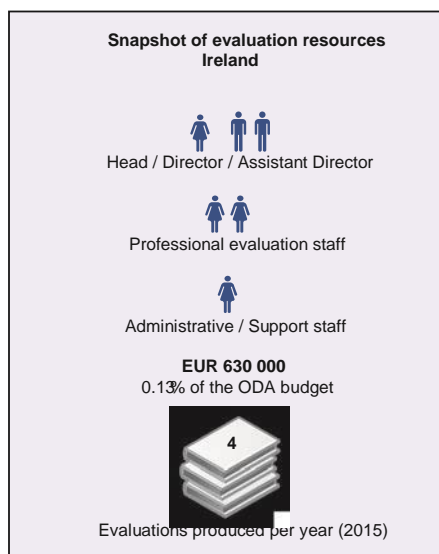 Snapshot of evaluation resources
Ireland
Head / Director / Assistant Director
Professional evaluation staff
Administrative / Support staff
EUR 630 000
0.13% of the ODA budget
4
Evaluations produced per year (2015)